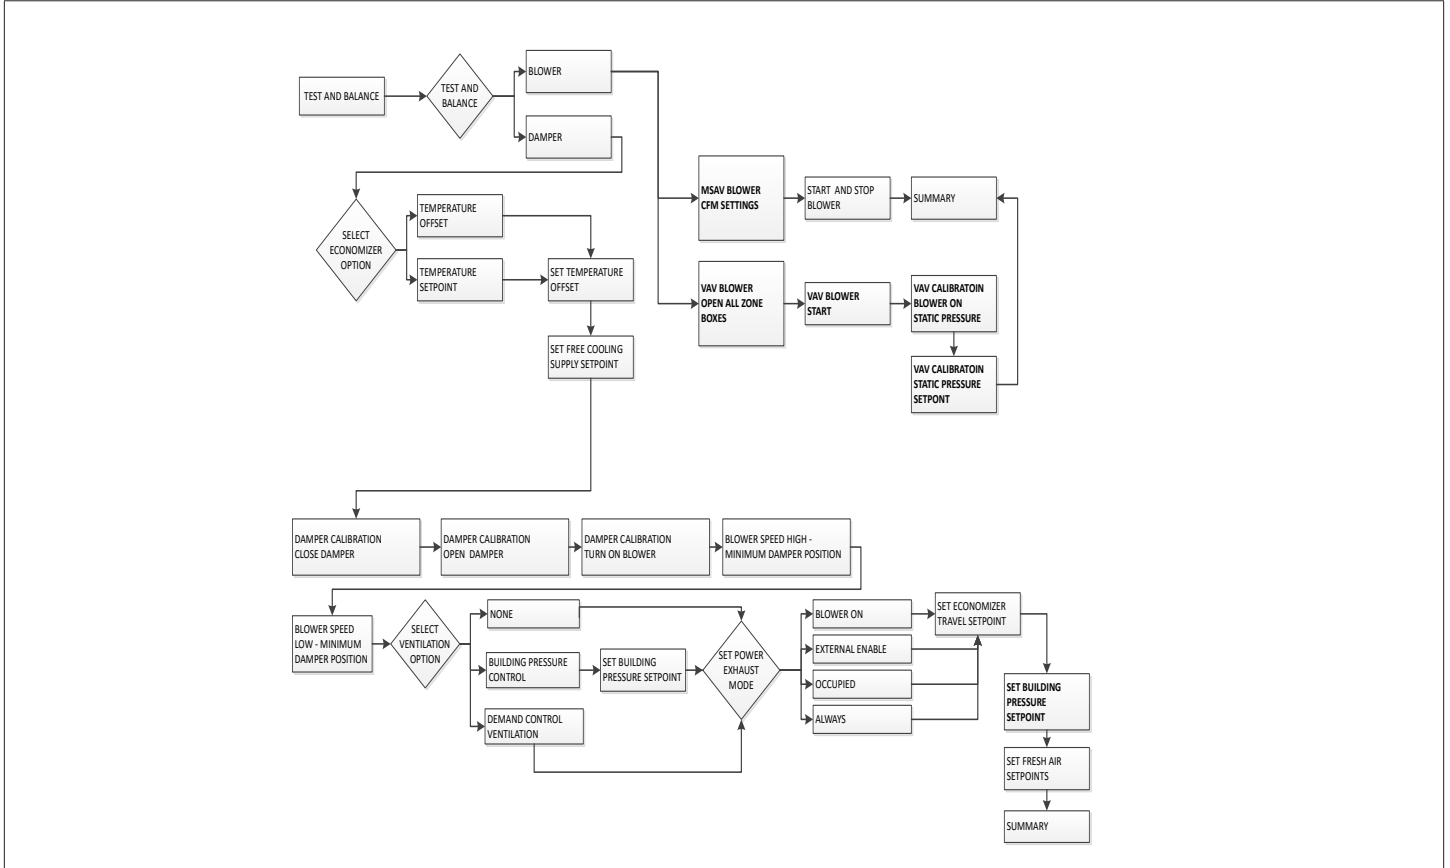 TEST AND BALANCE
TEST AND
BALANCE
BLOWER
DAMPER
MSAV BLOWER
CFM SETTINGS
START  AND STOP
BLOWER
SUMMARY
SELECT
ECONOMIZER
OPTION
TEMPERATURE
OFFSET
TEMPERATURE
SETPOINT
SET TEMPERATURE
OFFSET
SET FREE COOLING
SUPPLY SETPOINT
VAV BLOWER
OPEN ALL ZONE
BOXES
VAV BLOWER
START
VAV CALIBRATOIN
BLOWER ON
STATIC PRESSURE
VAV CALIBRATOIN
STATIC PRESSURE
SETPONT
DAMPER CALIBRATION
CLOSE DAMPER
DAMPER CALIBRATION
OPEN  DAMPER
DAMPER CALIBRATION
TURN ON BLOWER
BLOWER SPEED HIGH -
MINIMUM DAMPER POSITION
BLOWER SPEED
LOW - MINIMUM
DAMPER POSITION
SELECT
VENTILATION
OPTION
NONE
BUILDING PRESSURE
CONTROL
SET BUILDING
PRESSURE SETPOINT
DEMAND CONTROL
VENTILATION
SET POWER
EXHAUST
MODE
BLOWER ON
EXTERNAL ENABLE
OCCUPIED
ALWAYS
SET ECONOMIZER
TRAVEL SETPOINT
SET BUILDING
PRESSURE
SETPOINT
SET FRESH AIR
SETPOINTS
SUMMARY